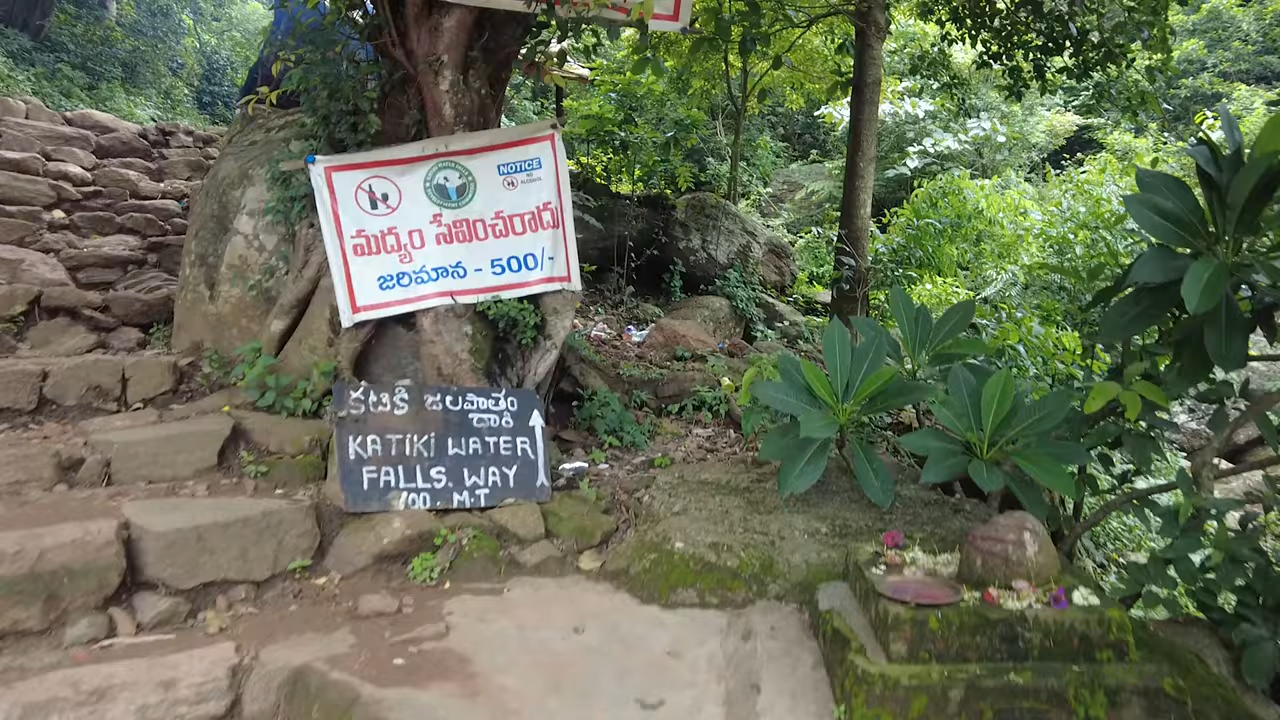 NOTICE
NO
ALCOHOL
మద్యం సేవించరాదు
జరిమాన - 500/-
కటికి జలపాతం
దారి
KATIKI WATER
FALLS. WAY
100. M.T